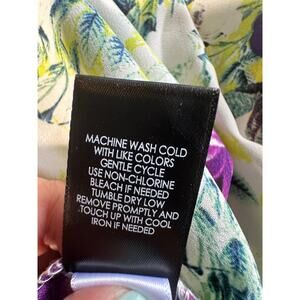 MACHINE WASH COLD
WITH LIKE COLORS
GENTLE CYCLE
USE NON-CHLORINE
BLEACH IF NEEDED
TUMBLE DRY LOW
REMOVE PROMPTLY AND
TOUCH UP WITH COOL
IRON IF NEEDED